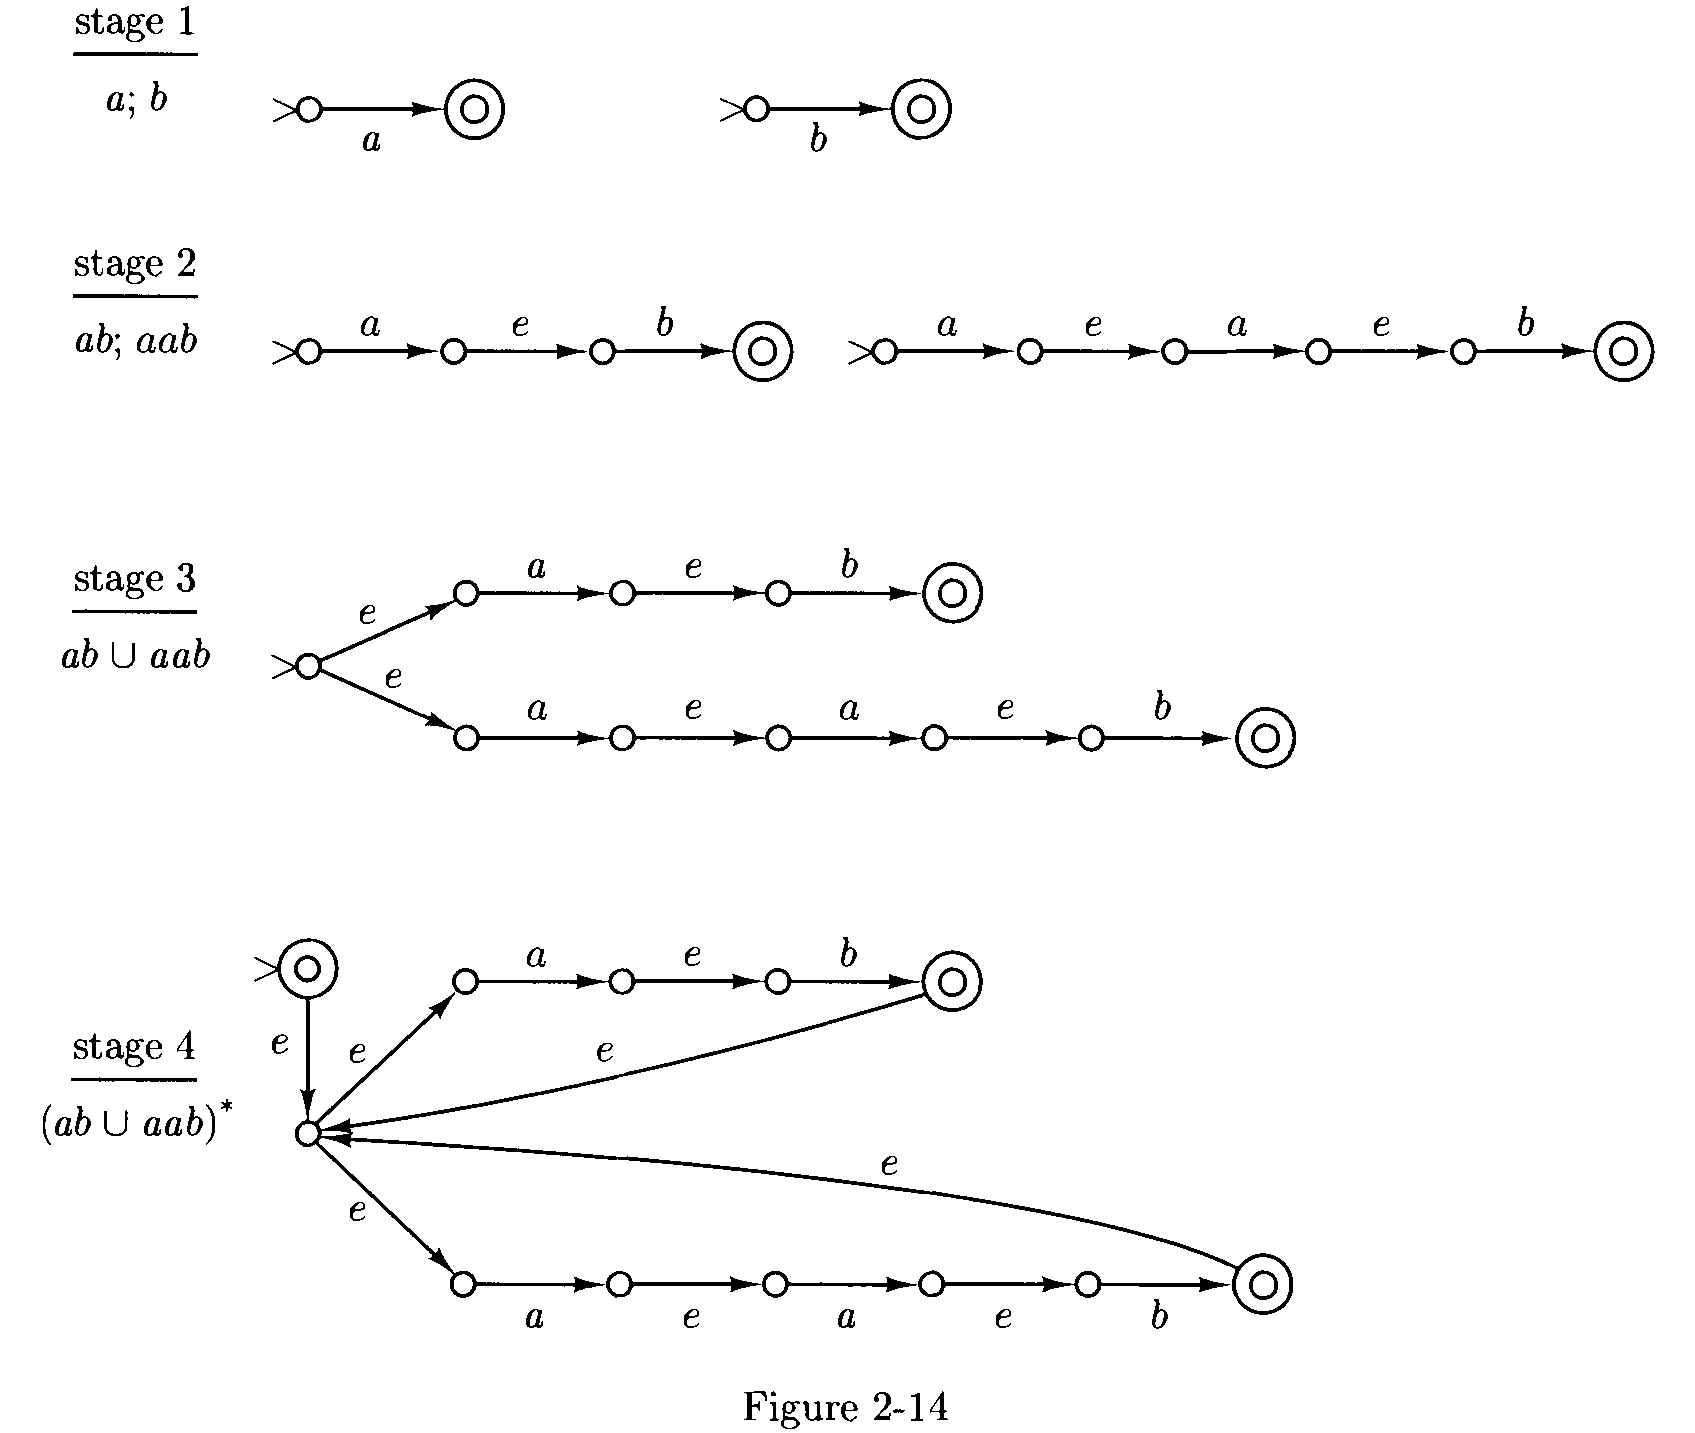 stage 1
a; b
a b
stage 2
ab; aab
a e b a e a e b
stage 3
ab ∪ aab
a e b
e
e
a e a e b
stage 4
(ab ∪ aab)*
a e b
e e e
e
e
a e a e b
Figure 2-14